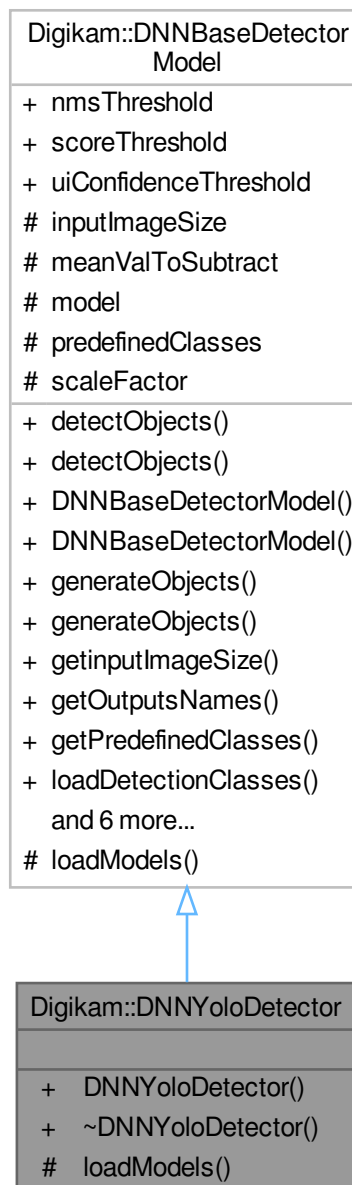 Digikam::DNNBaseDetector
Model
+ nmsThreshold
+ scoreThreshold
+ uiConfidenceThreshold
# inputImageSize
# meanValToSubtract
# model
# predefinedClasses
# scaleFactor
+ detectObjects()
+ detectObjects()
+ DNNBaseDetectorModel()
+ DNNBaseDetectorModel()
+ generateObjects()
+ generateObjects()
+ getinputImageSize()
+ getOutputsNames()
+ getPredefinedClasses()
+ loadDetectionClasses()
and 6 more...
# loadModels()
Digikam::DNNYoloDetector
+ DNNYoloDetector()
+ ~DNNYoloDetector()
# loadModels()